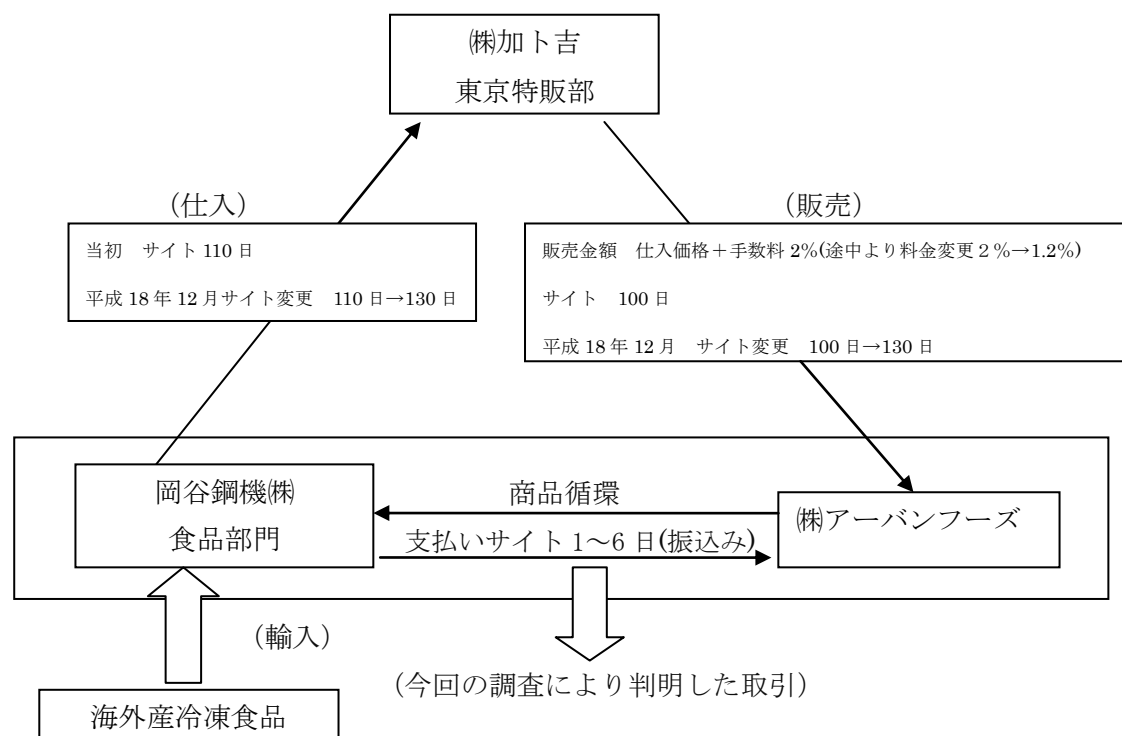 ㈱加ト吉
東京特販部
(仕入)
(販売)
当初　サイト 110 日
平成 18 年 12 月サイト変更　110 日→130 日
販売金額　仕入価格＋手数料 2%(途中より料金変更２%→1.2%)
サイト　100 日
平成 18 年 12 月　サイト変更　100 日→130 日
岡谷鋼機㈱
食品部門
商品循環
支払いサイト 1～6 日(振込み)
㈱アーバンフーズ
(輸入)
(今回の調査により判明した取引)
海外産冷凍食品